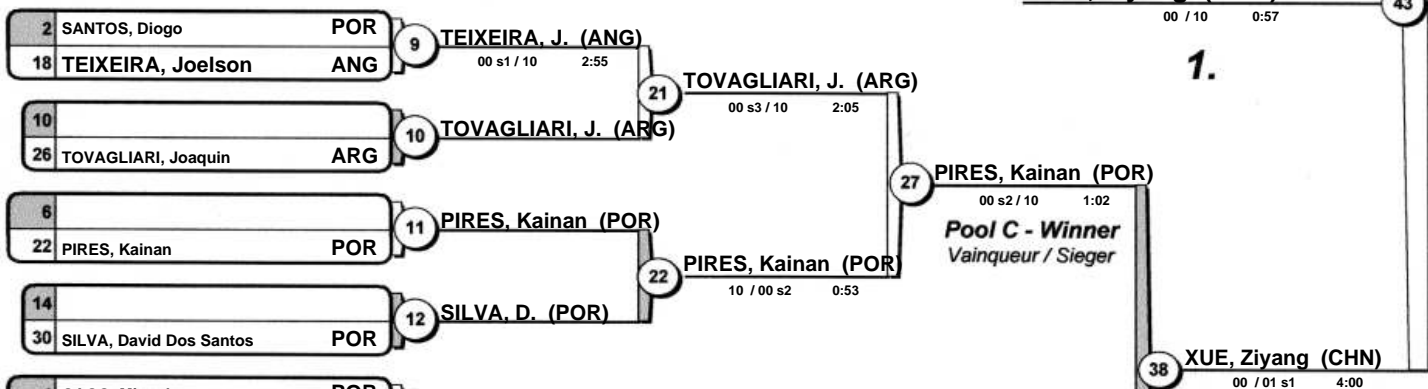 00 / 10 0:57
43
1.
2 SANTOS, Diogo POR
18 TEIXEIRA, Joelson ANG
9
TEIXEIRA, J. (ANG)
00 s1 / 10 2:55
10
26 TOVAGLIARI, Joaquin ARG
10
TOVAGLIARI, J. (ARG)
21
TOVAGLIARI, J. (ARG)
00 s3 / 10 2:05
6
22 PIRES, Kainan POR
11
PIRES, Kainan (POR)
14
30 SILVA, David Dos Santos POR
12
SILVA, D. (POR)
22
PIRES, Kainan (POR)
10 / 00 s2 0:53
27
PIRES, Kainan (POR)
00 s2 / 10 1:02
Pool C - Winner
Vainqueur / Sieger
38
XUE, Ziyang (CHN)
00 / 01 s1 4:00
POR